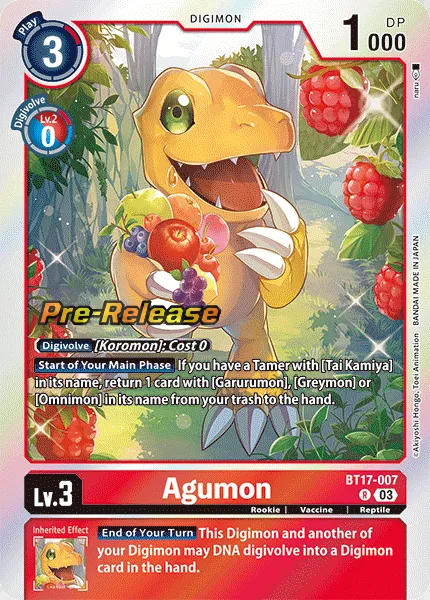 Play
3
DIGIMON
1000
DP
Digivolve
Lv.2
0
naru
Pre-Release
Digivolve [Koromon]: Cost 0
Start of Your Main Phase If you have a Tamer with [Tai Kamiya]
in its name, return 1 card with [Garurumon], [Greymon] or
[Omnimon] in its name from your trash to the hand.
©Akiyoshi Hongo, Toei Animation BANDAI MADE IN JAPAN
Lv.3
Agumon
BT17-007
R 03
Rookie | Vaccine | Reptile
Inherited Effect
End of Your Turn This Digimon and another of
your Digimon may DNA digivolve into a Digimon
card in the hand.